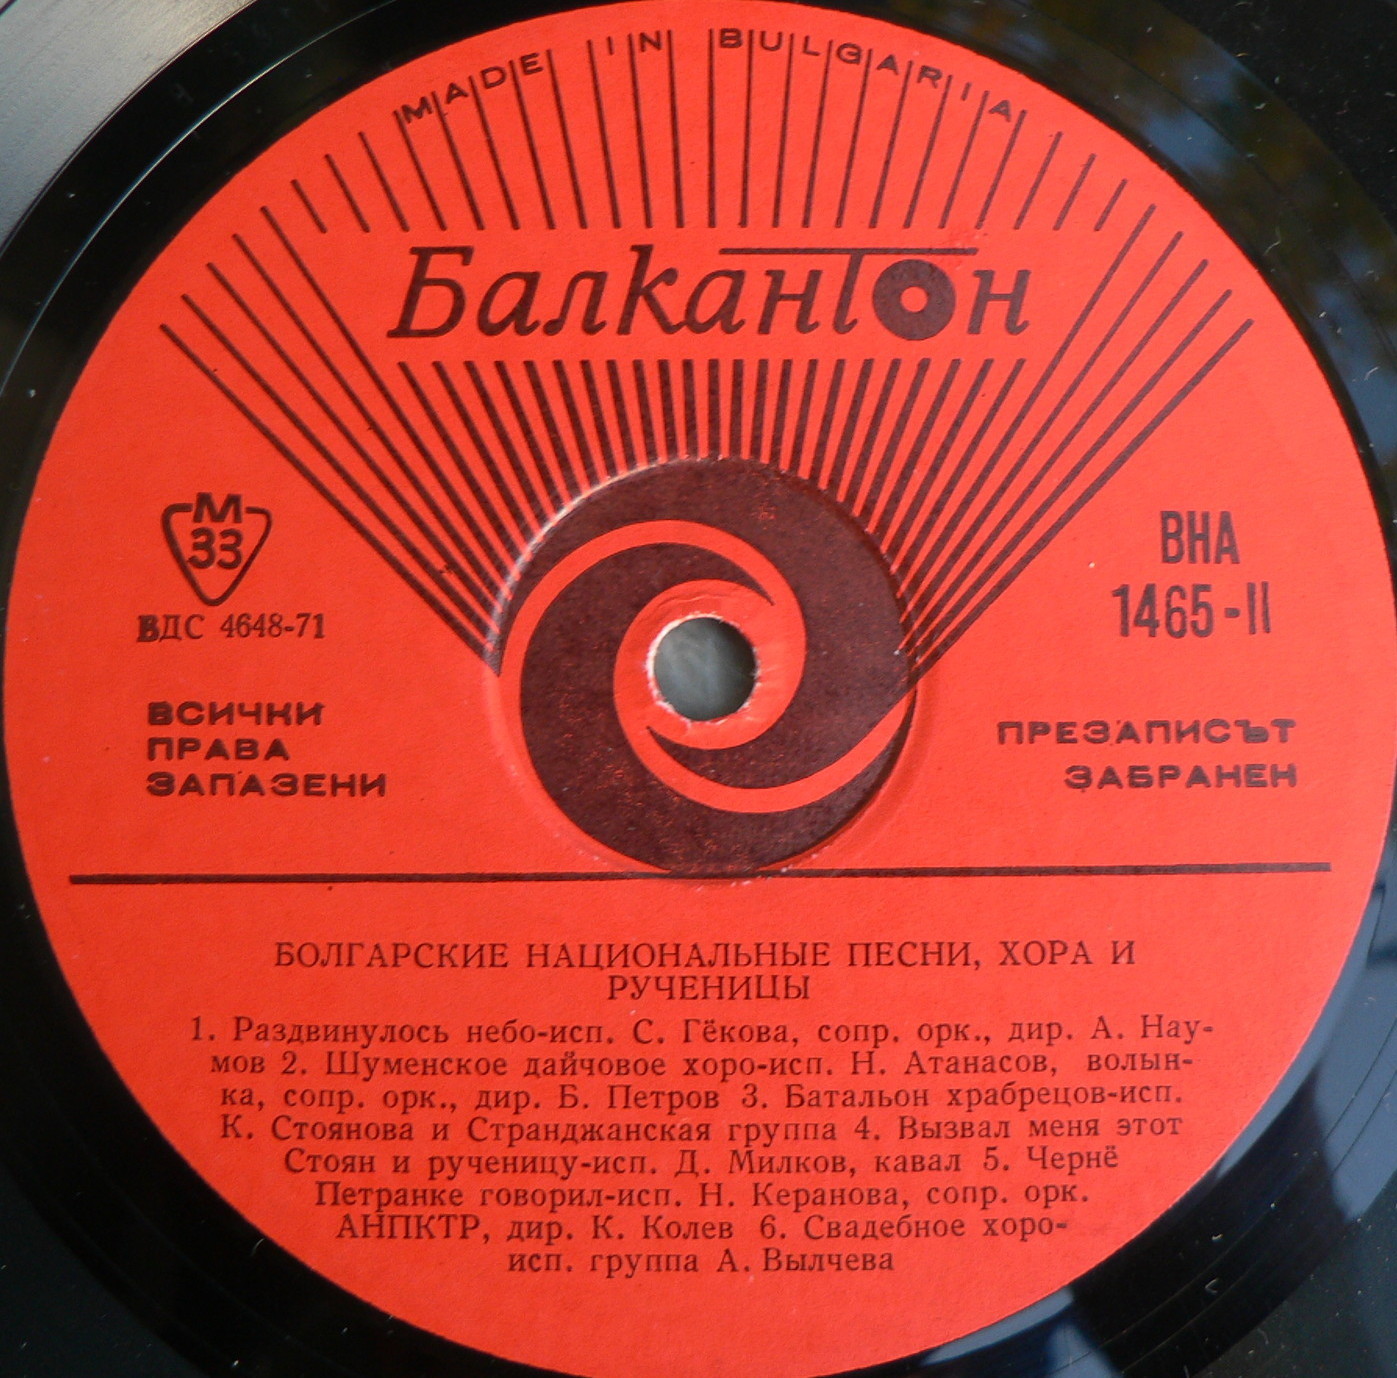 MADE IN BULGARIA
Балкантон
М
33
ВДС 4648-71
ВНА
1465-II
ВСИЧКИ
ПРАВА
ЗАПАЗЕНИ
ПРЕЗАПИСЪТ
ЗАБРАНЕН
БОЛГАРСКИЕ НАЦИОНАЛЬНЫЕ ПЕСНИ, ХОРА И
РУЧЕНИЦЫ
1. Раздвинулось небо-исп. С. Гёкова, сопр. орк., дир. А. Нау-
мов 2. Шуменское дайчовое хоро-исп. Н. Атанасов, волын-
ка, сопр. орк., дир. Б. Петров 3. Батальон храбрецов-исп.
К. Стоянова и Странджанская группа 4. Вызвал меня этот
Стоян и рученицу-исп. Д. Милков, кавал 5. Чернё
Петранке говорил-исп. Н. Керанова, сопр. орк.
АНПКТР, дир. К. Колев 6. Свадебное хоро-
исп. группа А. Вылчева